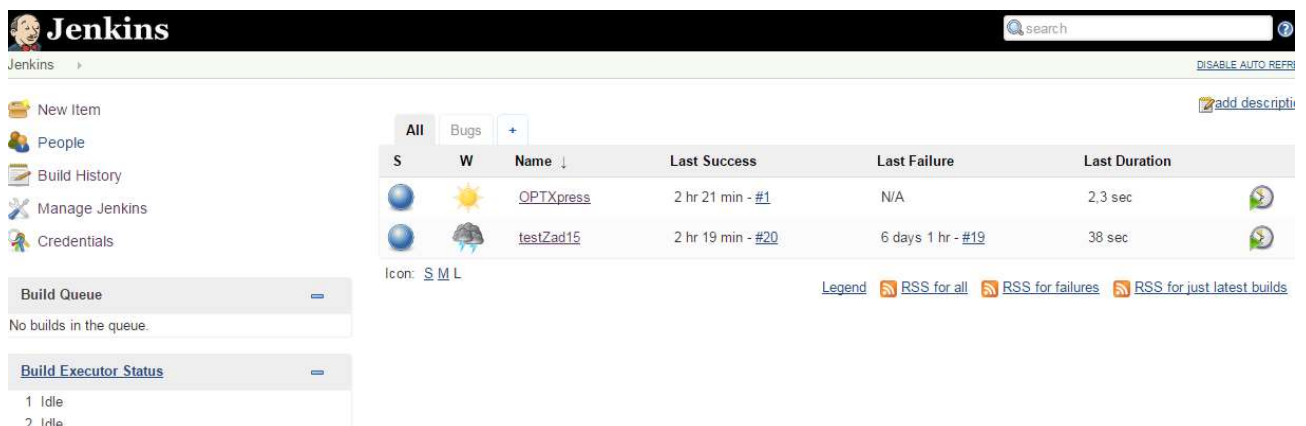 Jenkins
search
Jenkins
DISABLE AUTO REFRE
New Item
People
Build History
Manage Jenkins
Credentials
Build Queue
No builds in the queue.
Build Executor Status
1 Idle
2 Idle
add descriptio
All Bugs +
S W Name ↓ Last Success Last Failure Last Duration
OPTXpress 2 hr 21 min - #1 N/A 2,3 sec
testZad15 2 hr 19 min - #20 6 days 1 hr - #19 38 sec
Icon: S M L
Legend RSS for all RSS for failures RSS for just latest builds